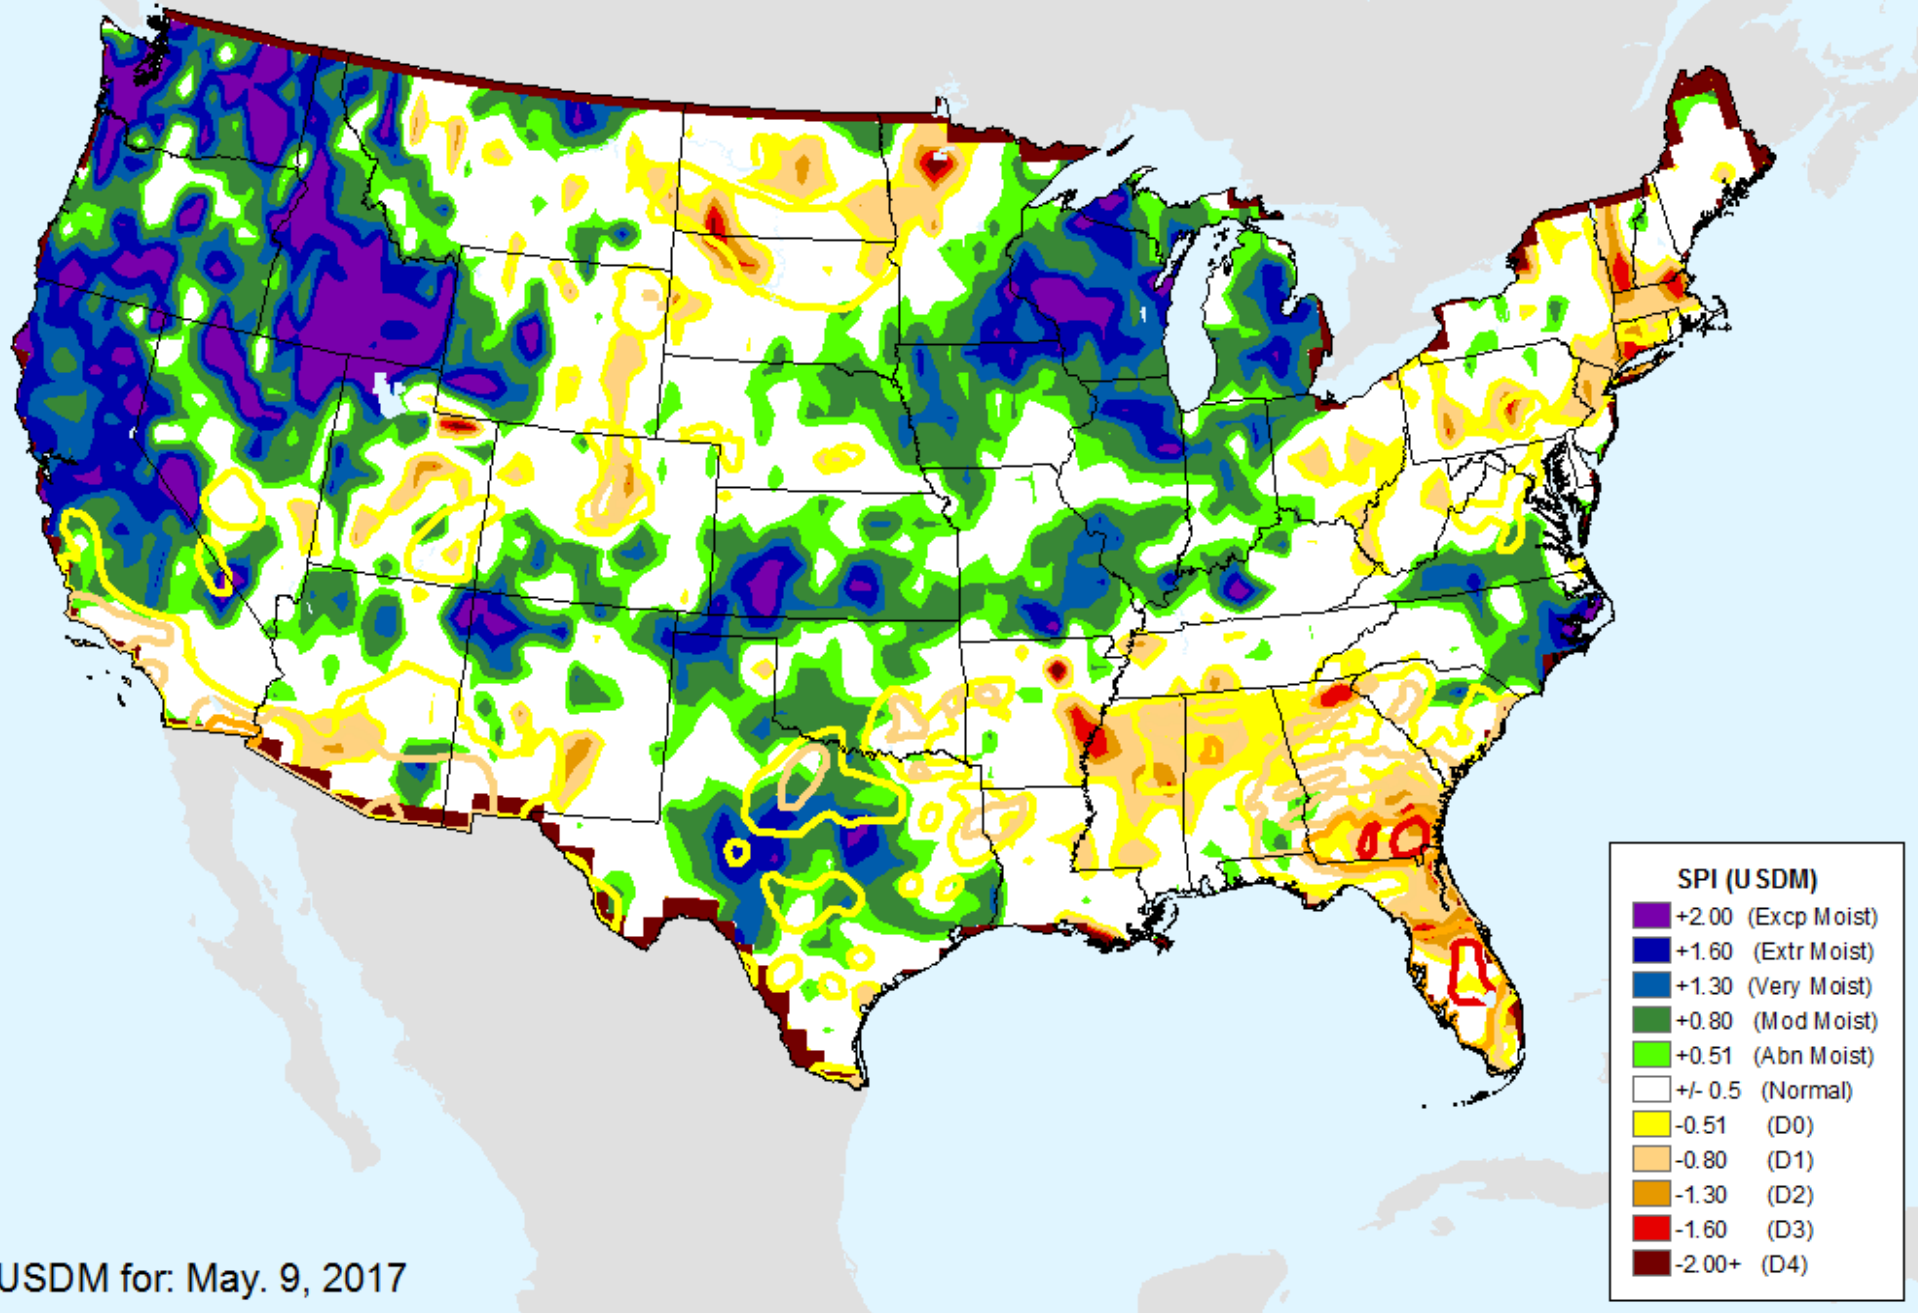 SPI (USDM)
+2.00 (Excp Moist)
+1.60 (Extr Moist)
+1.30 (Very Moist)
+0.80 (Mod Moist)
+0.51 (Abn Moist)
+/- 0.5 (Normal)
-0.51 (D0)
-0.80 (D1)
-1.30 (D2)
-1.60 (D3)
-2.00+ (D4)
USDM for: May. 9, 2017